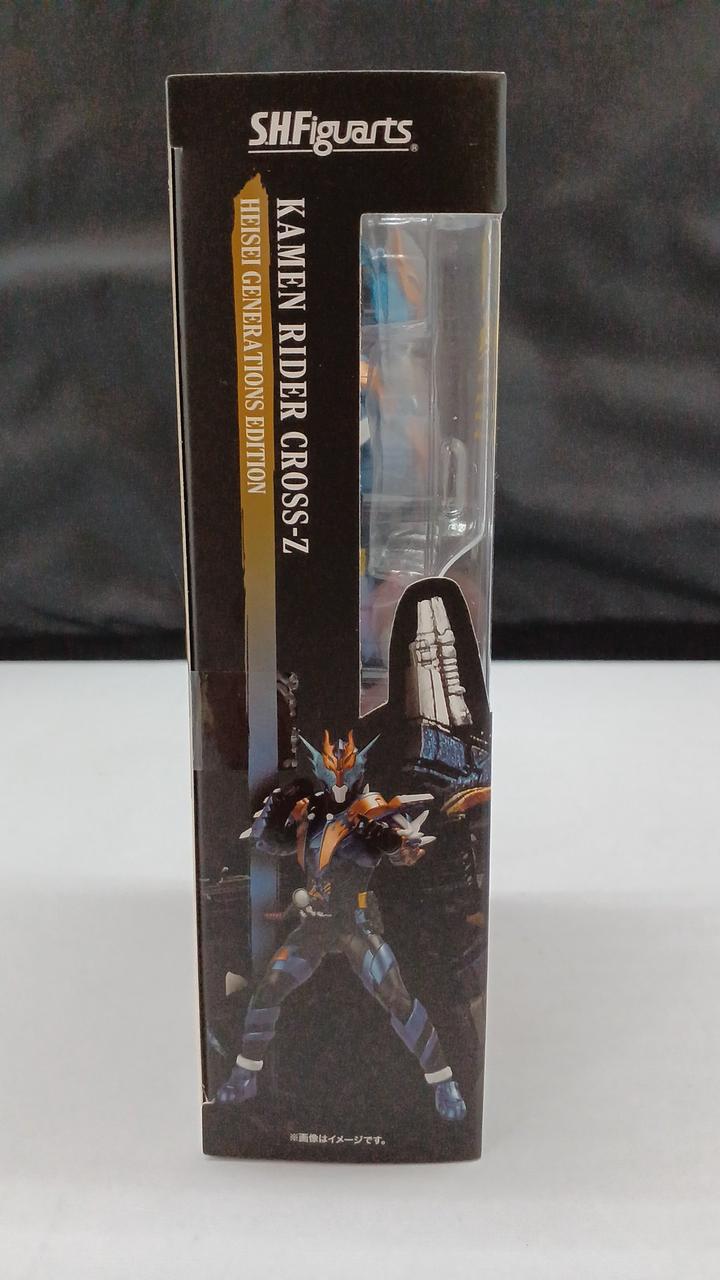 S.H.Figuarts®
KAMEN RIDER CROSS-Z
HEISEI GENERATIONS EDITION
※画像はイメージです。